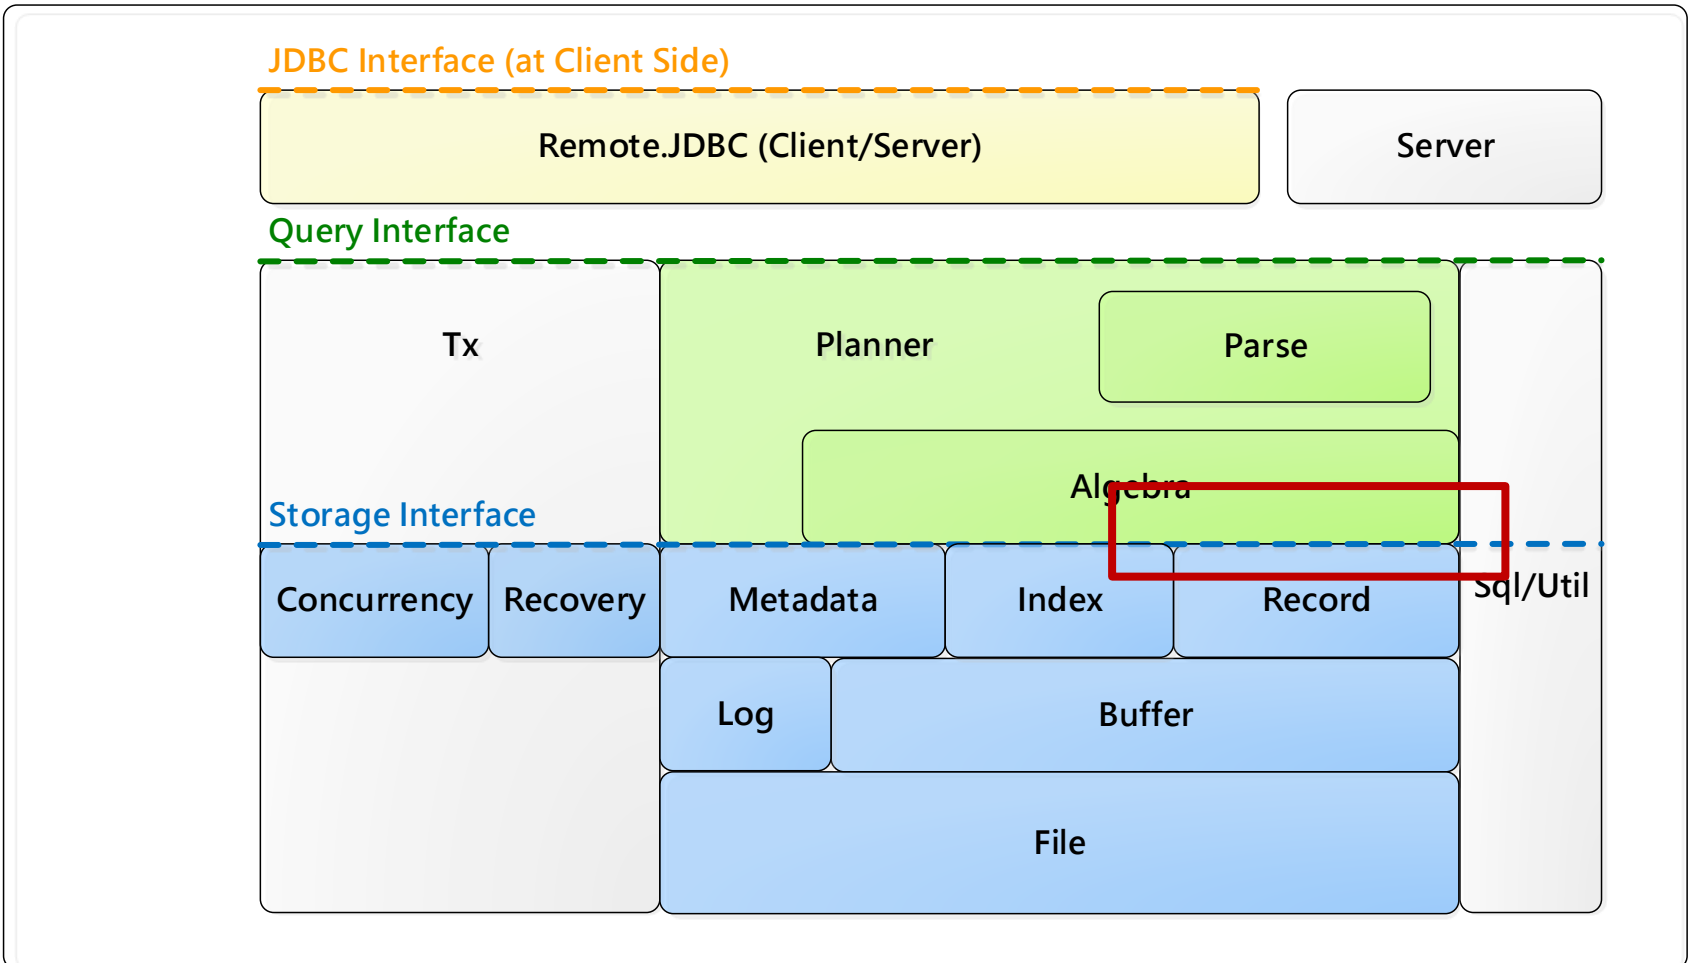 JDBC Interface (at Client Side)
Remote.JDBC (Client/Server)
Server
Query Interface
Tx
Planner
Parse
Algebra
Storage Interface
Concurrency
Recovery
Metadata
Index
Record
Sql/Util
Log
Buffer
File